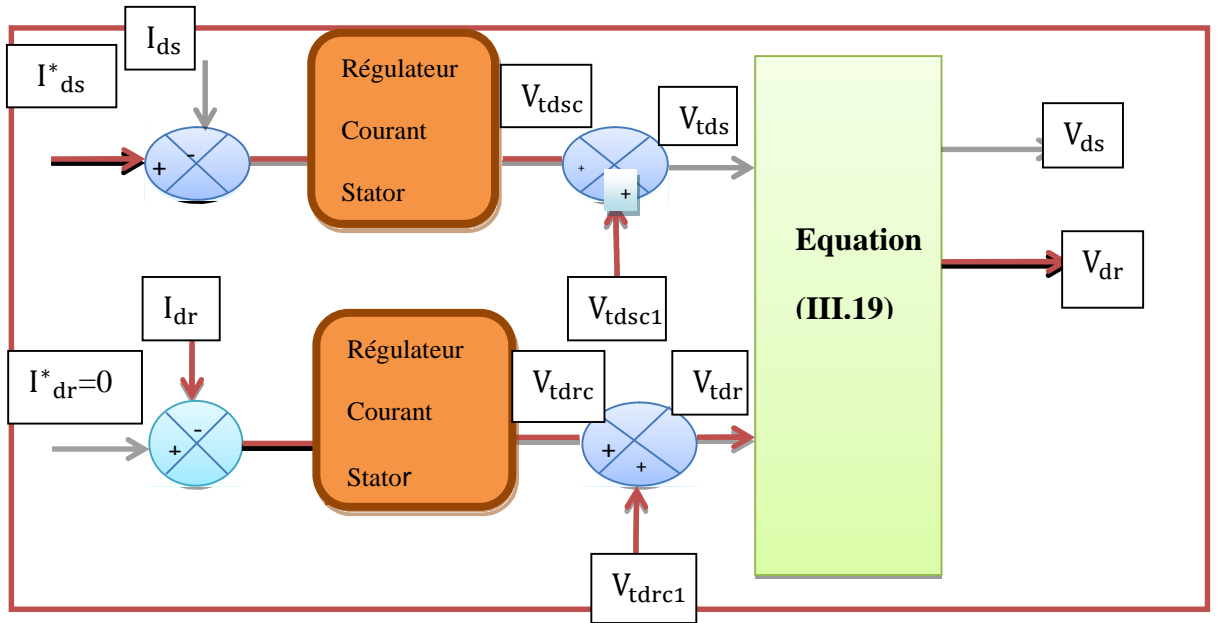 I*ds
Ids
+
-
Régulateur
Courant
Stator
Vtdsc
+
+
Vtdsc1
Vtds
Equation
(III.19)
Vds
Vdr
I*dr=0
Idr
+
-
Régulateur
Courant
Stator
Vtdrc
+
+
Vtdrc1
Vtdr